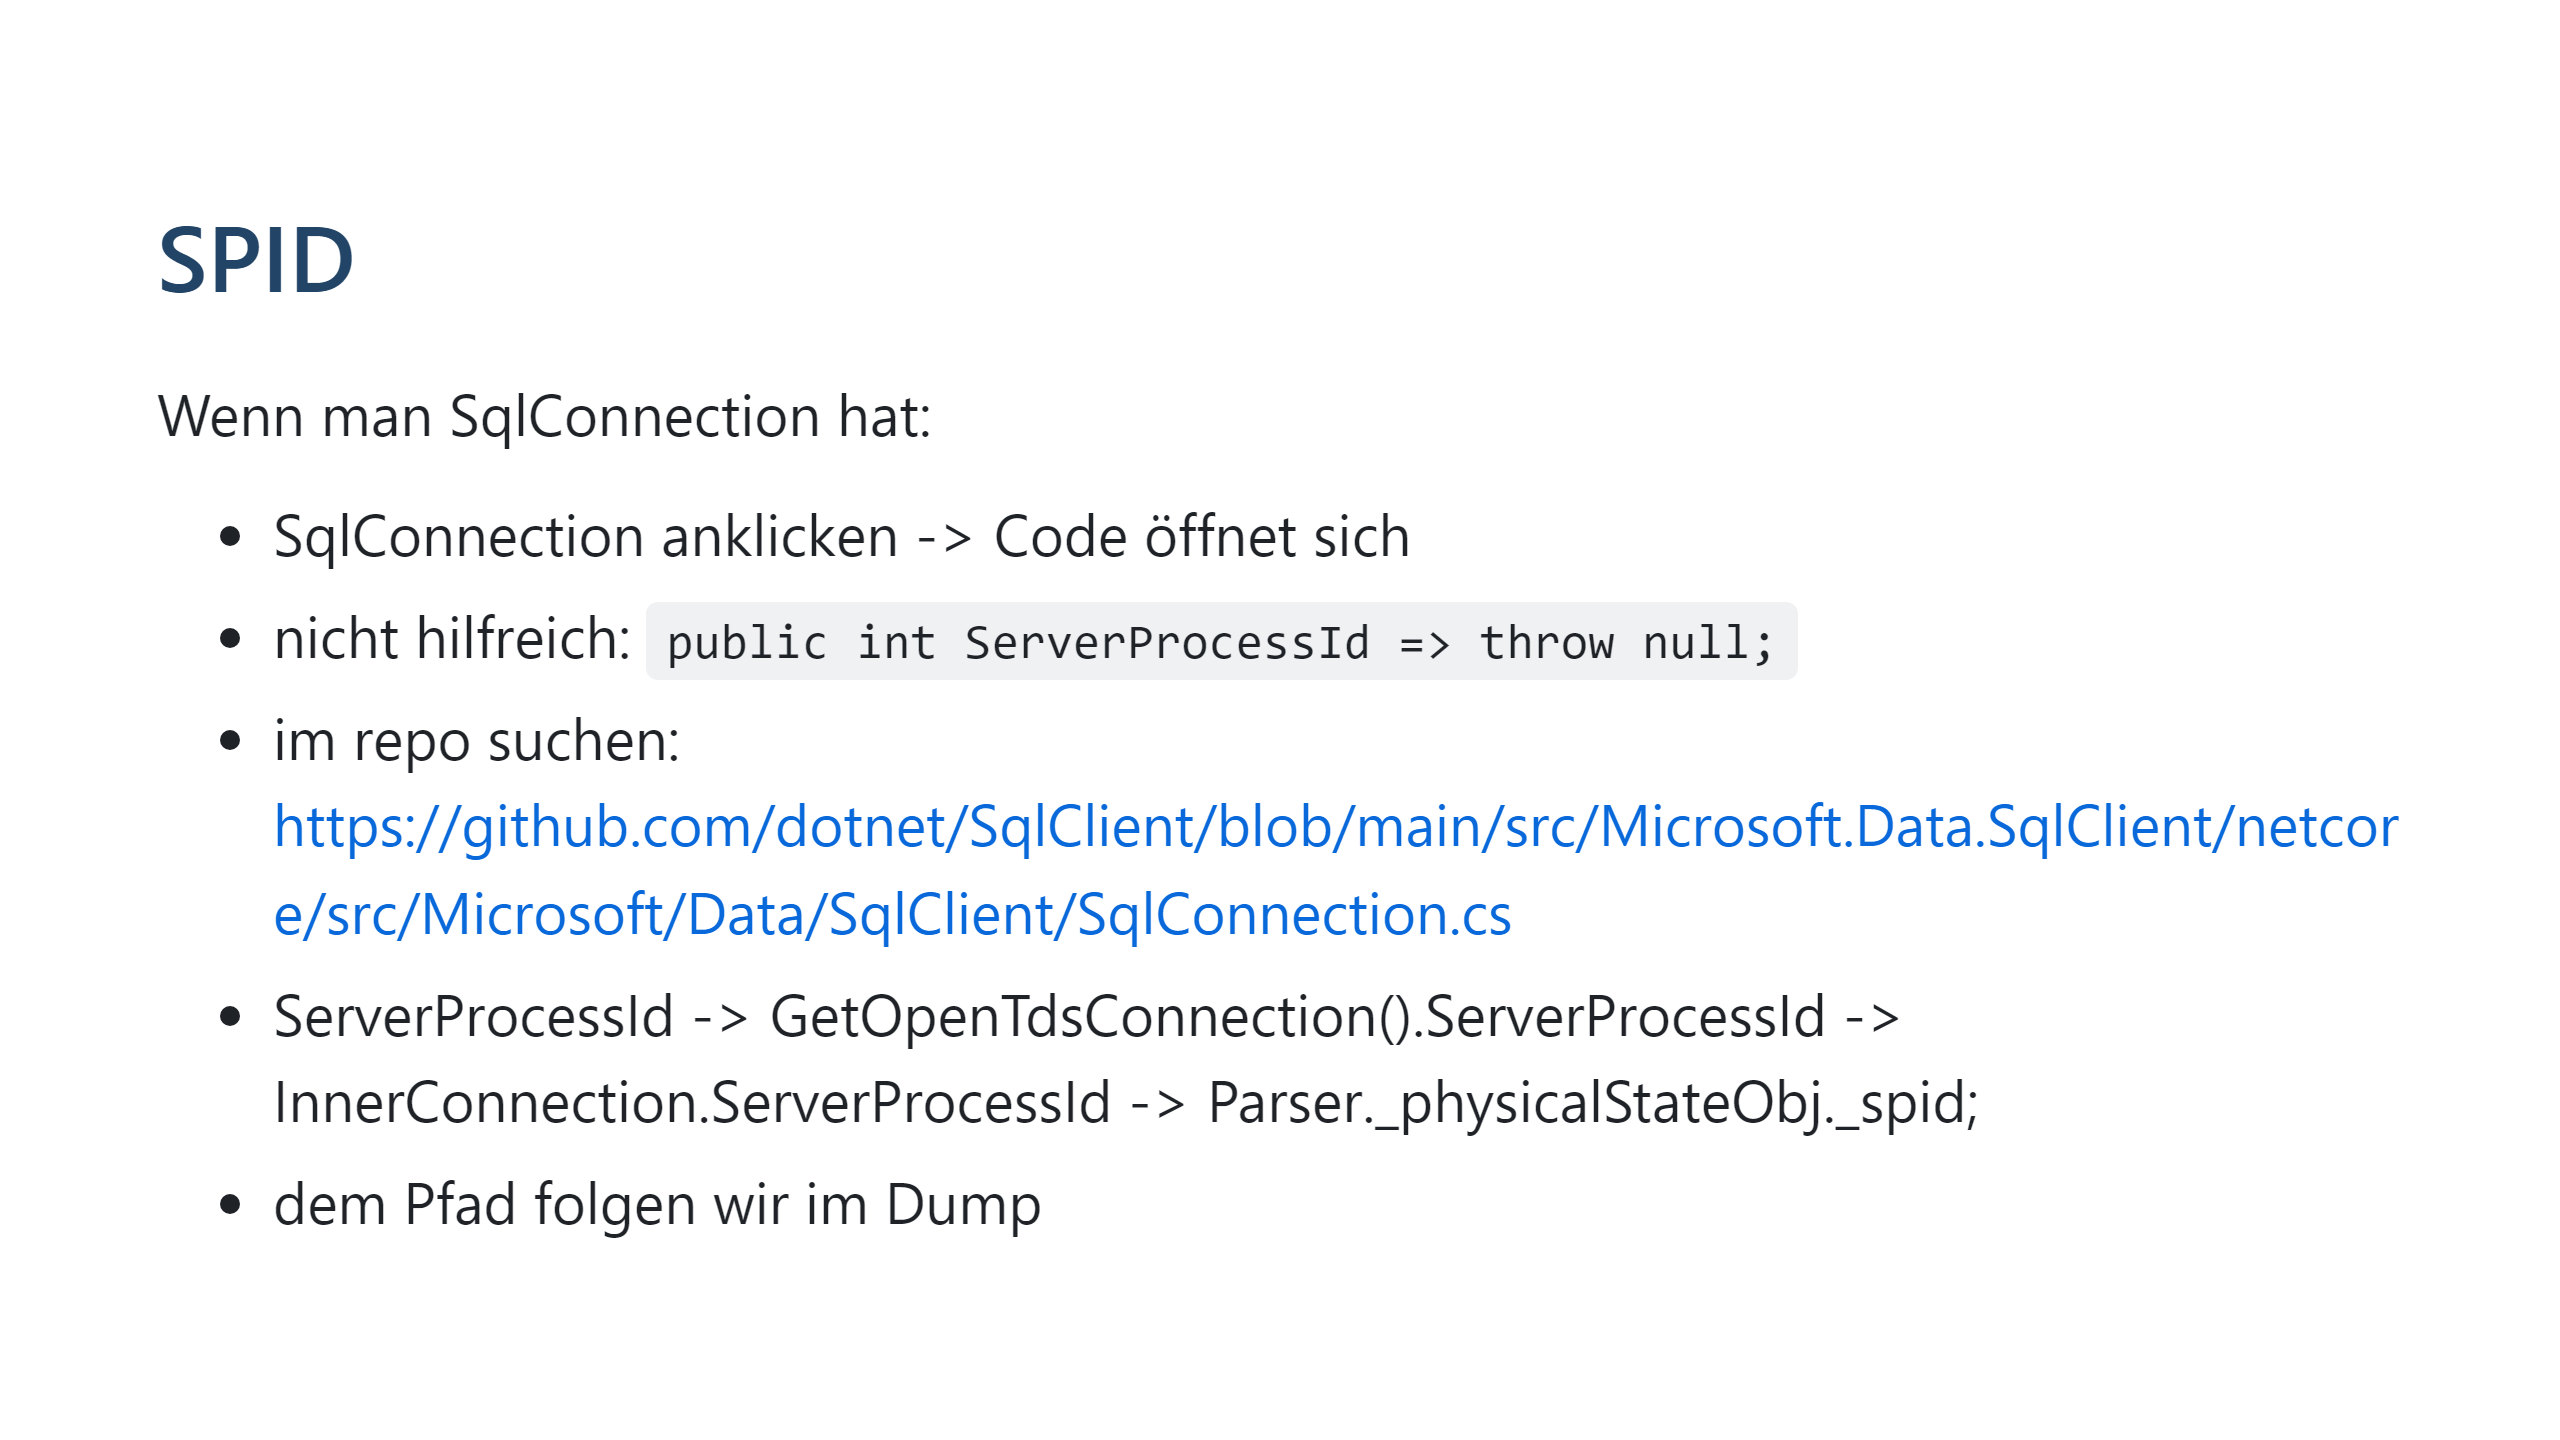 SPID
Wenn man SqlConnection hat:
SqlConnection anklicken -> Code öffnet sich
nicht hilfreich: public int ServerProcessId => throw null;
im repo suchen:
https://github.com/dotnet/SqlClient/blob/main/src/Microsoft.Data.SqlClient/netcor
e/src/Microsoft/Data/SqlClient/SqlConnection.cs
ServerProcessId -> GetOpenTdsConnection().ServerProcessId ->
InnerConnection.ServerProcessId -> Parser._physicalStateObj._spid;
dem Pfad folgen wir im Dump